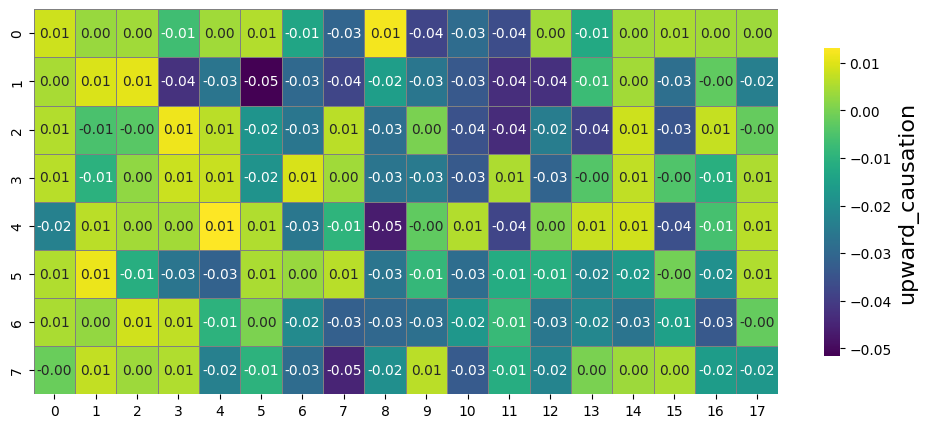 0 0.01 0.00 0.00 -0.01 0.00 0.01 -0.01 -0.03 0.01 -0.04 -0.03 -0.04 0.00 -0.01 0.00 0.01 0.00 0.00
1 0.00 0.01 0.01 -0.04 -0.03 -0.05 -0.03 -0.04 -0.02 -0.03 -0.03 -0.04 -0.04 -0.01 0.00 -0.03 -0.00 -0.02
2 0.01 -0.01 -0.00 0.01 0.01 -0.02 -0.03 0.01 -0.03 0.00 -0.04 -0.04 -0.02 -0.04 0.01 -0.03 0.01 -0.00
3 0.01 -0.01 0.00 0.01 0.01 -0.02 0.01 0.00 -0.03 -0.03 -0.03 0.01 -0.03 -0.00 0.01 -0.00 -0.01 0.01
4 -0.02 0.01 0.00 0.00 0.01 0.01 -0.03 -0.01 -0.05 -0.00 0.01 -0.04 0.00 0.01 0.01 -0.04 -0.01 0.01
5 0.01 0.01 -0.01 -0.03 -0.03 0.01 0.00 0.01 -0.03 -0.01 -0.03 -0.01 -0.01 -0.02 -0.02 -0.00 -0.02 0.01
6 0.01 0.00 0.01 0.01 -0.01 0.00 -0.02 -0.03 -0.03 -0.03 -0.02 -0.01 -0.03 -0.02 -0.03 -0.01 -0.03 -0.00
7 -0.00 0.01 0.00 0.01 -0.02 -0.01 -0.03 -0.05 -0.02 0.01 -0.03 -0.01 -0.02 0.00 0.00 0.00 -0.02 -0.02
0 1 2 3 4 5 6 7 8 9 10 11 12 13 14 15 16 17
0.01
0.00
−0.01
−0.02
−0.03
−0.04
−0.05
upward_causation